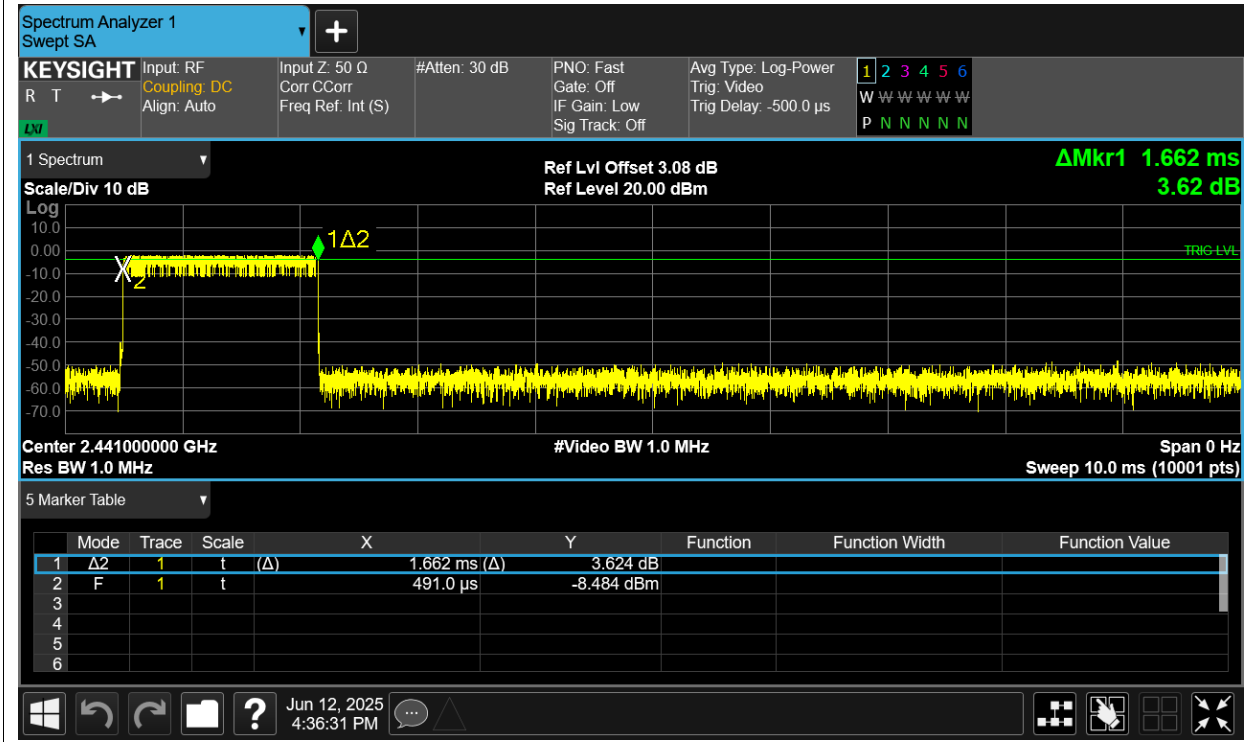 Spectrum Analyzer 1
Swept SA
KEYSIGHT
R T
LXI
Input: RF
Coupling: DC
Align: Auto
Input Z: 50 Ω
Corr CCorr
Freq Ref: Int (S)
#Atten: 30 dB
PNO: Fast
Gate: Off
IF Gain: Low
Sig Track: Off
Avg Type: Log-Power
Trig: Video
Trig Delay: -500.0 µs
1 2 3 4 5 6
W W W W W W
P N N N N N
1 Spectrum
Scale/Div 10 dB
Ref Lvl Offset 3.08 dB
Ref Level 20.00 dBm
ΔMkr1 1.662 ms
3.62 dB
Log
10.0
0.00
-10.0
-20.0
-30.0
-40.0
-50.0
-60.0
-70.0
1Δ2
X
2
TRIG LVL
Center 2.441000000 GHz
#Video BW 1.0 MHz
Span 0 Hz
Res BW 1.0 MHz
Sweep 10.0 ms (10001 pts)
5 Marker Table
Mode Trace Scale X Y Function Function Width Function Value
1 Δ2 1 t (Δ) 1.662 ms (Δ) 3.624 dB
2 F 1 t 491.0 µs -8.484 dBm
3
4
5
6
?
Jun 12, 2025
4:36:31 PM